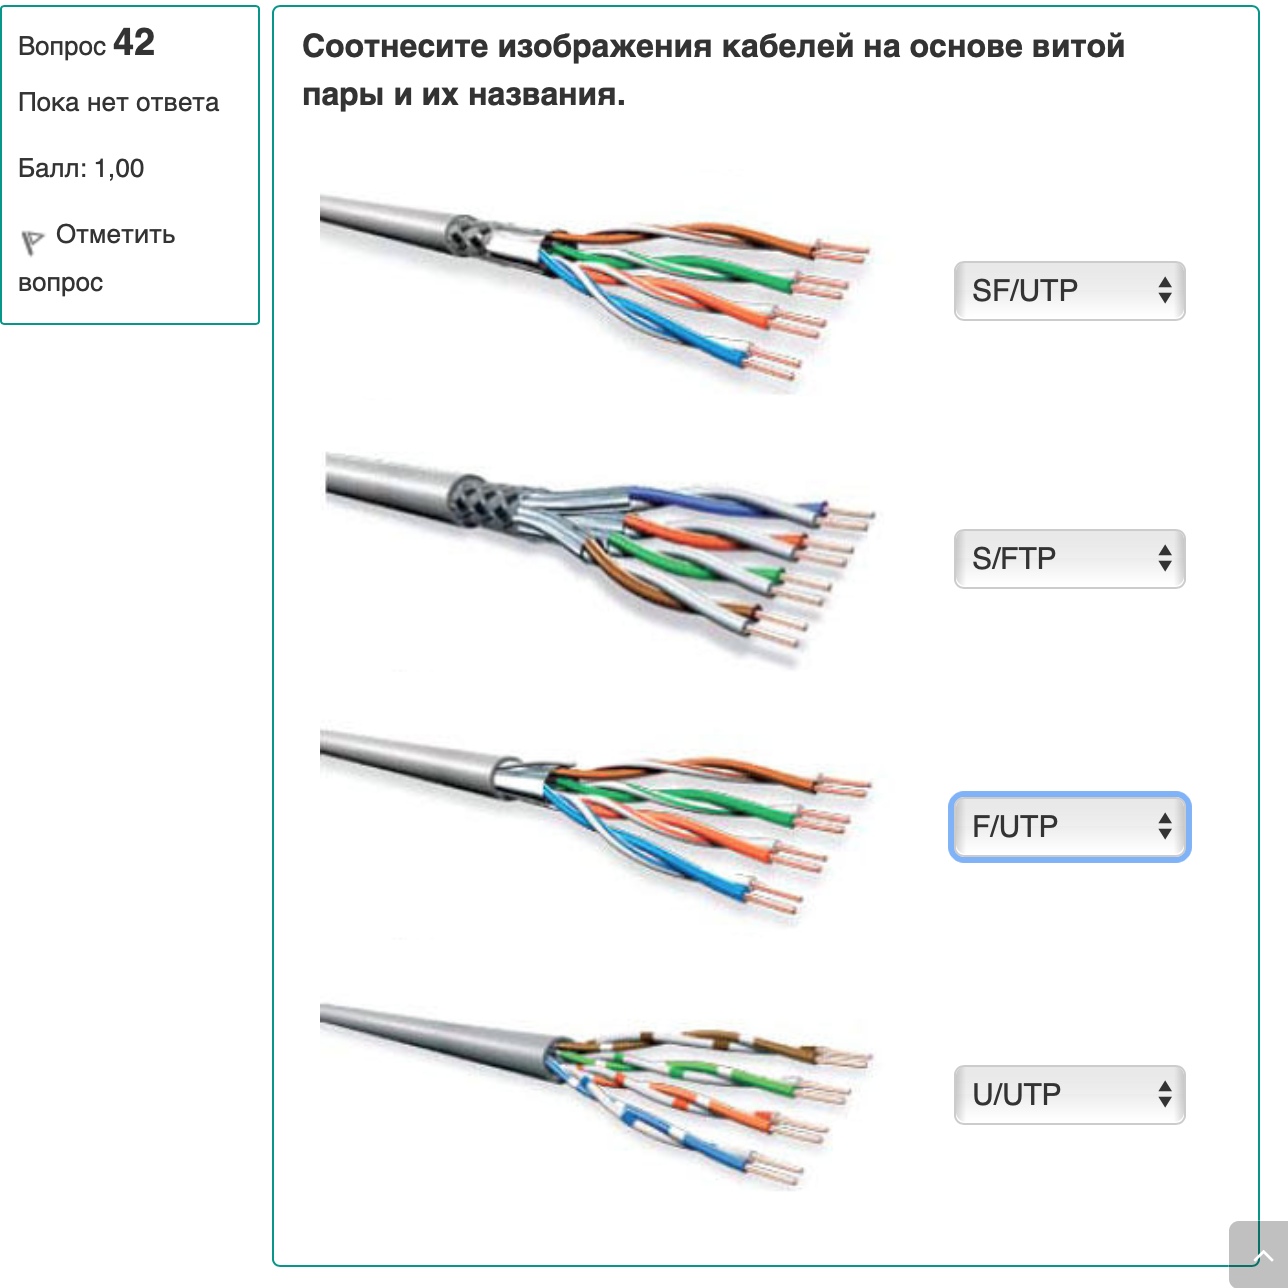 Вопрос 42
Пока нет ответа
Балл: 1,00
Отметить
вопрос
Соотнесите изображения кабелей на основе витой
пары и их названия.
SF/UTP
S/FTP
F/UTP
U/UTP